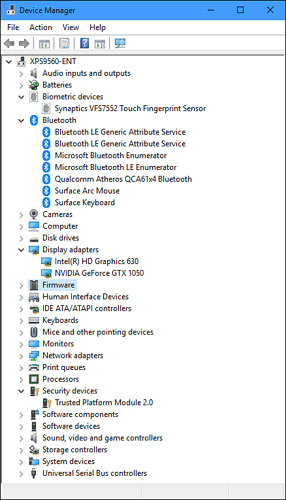 Device Manager
File Action View Help
XPS9560-ENT
Audio inputs and outputs
Batteries
Biometric devices
Synaptics VFS7552 Touch Fingerprint Sensor
Bluetooth
Bluetooth LE Generic Attribute Service
Bluetooth LE Generic Attribute Service
Microsoft Bluetooth Enumerator
Microsoft Bluetooth LE Enumerator
Qualcomm Atheros QCA61x4 Bluetooth
Surface Arc Mouse
Surface Keyboard
Cameras
Computer
Disk drives
Display adapters
Intel(R) HD Graphics 630
NVIDIA GeForce GTX 1050
Firmware
Human Interface Devices
IDE ATA/ATAPI controllers
Keyboards
Mice and other pointing devices
Monitors
Network adapters
Print queues
Processors
Security devices
Trusted Platform Module 2.0
Software components
Software devices
Sound, video and game controllers
Storage controllers
System devices
Universal Serial Bus controllers